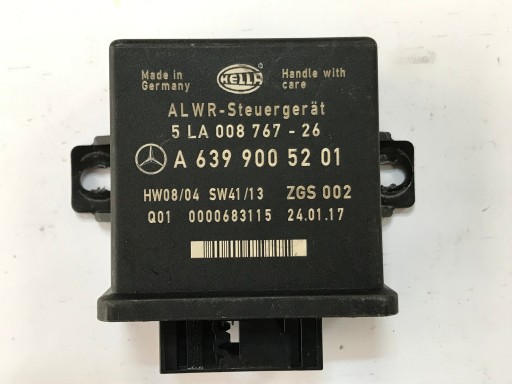 Made in
Germany
HELLA
Handle with
care
ALWR-Steuergerät
5 LA 008 767 - 26
A 639 900 52 01
HW08/04 SW41/13 ZGS 002
Q01 0000683115 24.01.17